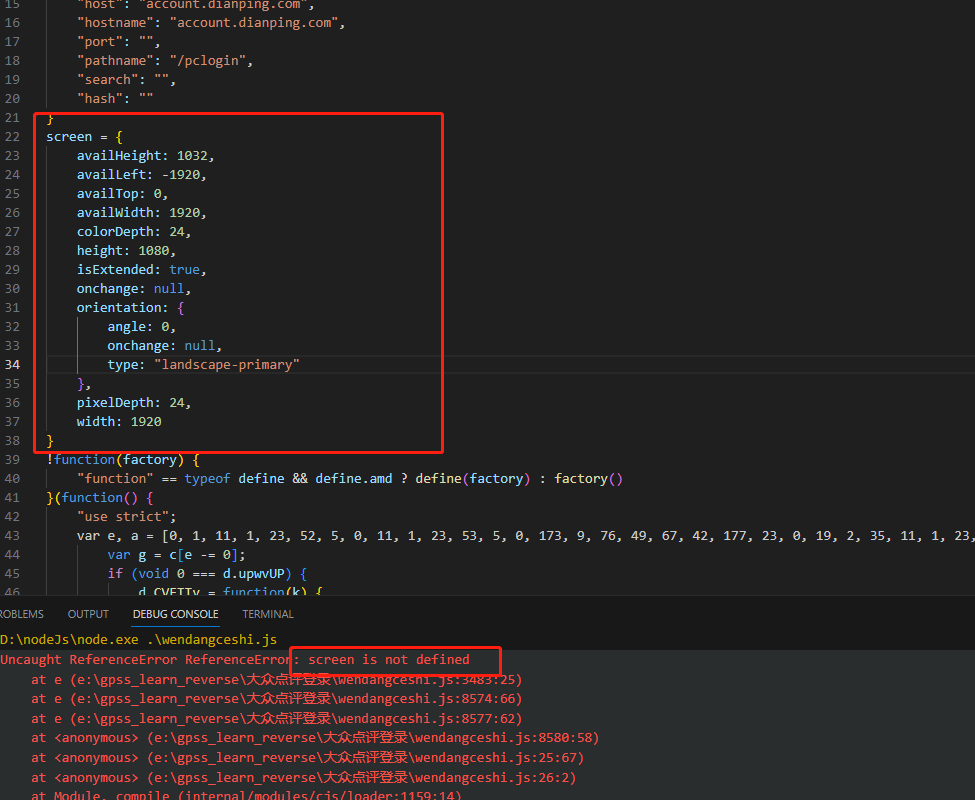 15 "host": "account.dianping.com",
16 "hostname": "account.dianping.com",
17 "port": "",
18 "pathname": "/pclogin",
19 "search": "",
20 "hash": ""
21 }
22 screen = {
23 availHeight: 1032,
24 availLeft: -1920,
25 availTop: 0,
26 availWidth: 1920,
27 colorDepth: 24,
28 height: 1080,
29 isExtended: true,
30 onchange: null,
31 orientation: {
32 angle: 0,
33 onchange: null,
34 type: "landscape-primary"
35 },
36 pixelDepth: 24,
37 width: 1920
38 }
39 !function(factory) {
40 "function" == typeof define && define.amd ? define(factory) : factory()
41 }(function() {
42 "use strict";
43 var e, a = [0, 1, 11, 1, 23, 52, 5, 0, 11, 1, 23, 53, 5, 0, 173, 9, 76, 49, 67, 42, 177, 23, 0, 19, 2, 35, 11, 1, 23,
44 var g = c[e -= 0];
45 if (void 0 === d.upwvUP) {
46 d.CVETTy = function(k) {
ROBLEMS OUTPUT DEBUG CONSOLE TERMINAL
D:\nodeJs\node.exe .\wendangceshi.js
Uncaught ReferenceError ReferenceError: screen is not defined
at e (e:\gpss_learn_reverse\大众点评登录\wendangceshi.js:3483:25)
at e (e:\gpss_learn_reverse\大众点评登录\wendangceshi.js:8574:66)
at e (e:\gpss_learn_reverse\大众点评登录\wendangceshi.js:8577:62)
at <anonymous> (e:\gpss_learn_reverse\大众点评登录\wendangceshi.js:8580:58)
at <anonymous> (e:\gpss_learn_reverse\大众点评登录\wendangceshi.js:25:67)
at <anonymous> (e:\gpss_learn_reverse\大众点评登录\wendangceshi.js:26:2)
at Module._compile (internal/modules/cjs/loader:1159:14)